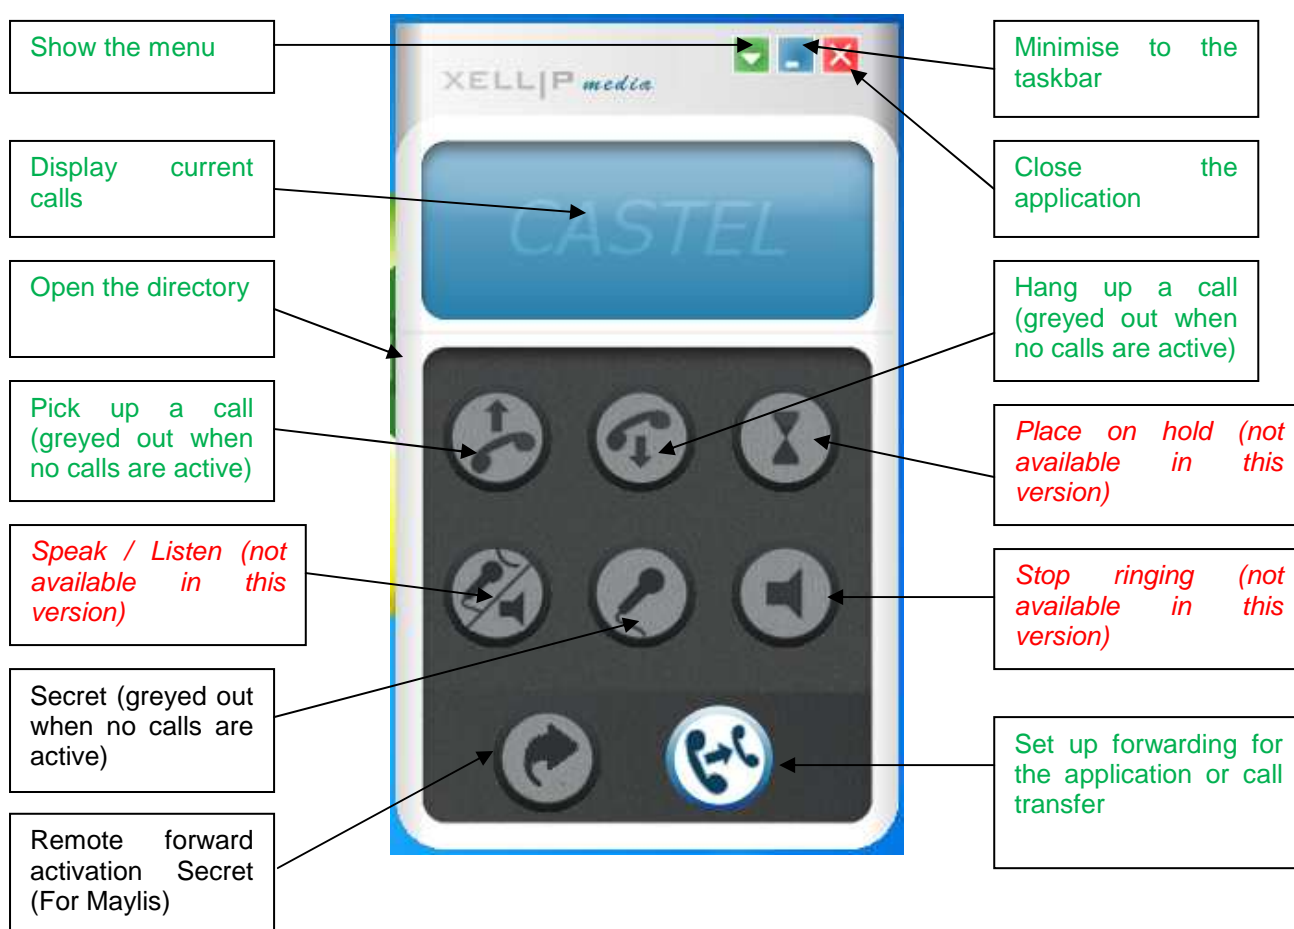 Show the menu
Display current
calls
Open the directory
Pick up a call
(greyed out when
no calls are active)
Speak / Listen (not
available in this
version)
Secret (greyed out
when no calls are
active)
Remote forward
activation Secret
(For Maylis)
XELLIP media
CASTEL
Minimise to the
taskbar
Close the
application
Hang up a call
(greyed out when
no calls are active)
Place on hold (not
available in this
version)
Stop ringing (not
available in this
version)
Set up forwarding for
the application or call
transfer